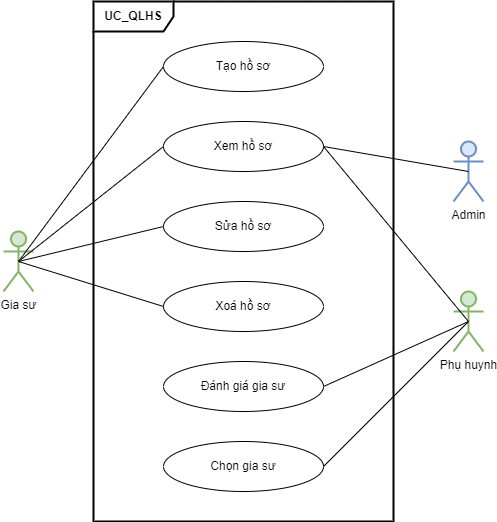 UC_QLHS
Tạo hồ sơ
Xem hồ sơ
Sửa hồ sơ
Xoá hồ sơ
Đánh giá gia sư
Chọn gia sư
Gia sư
Admin
Phụ huynh